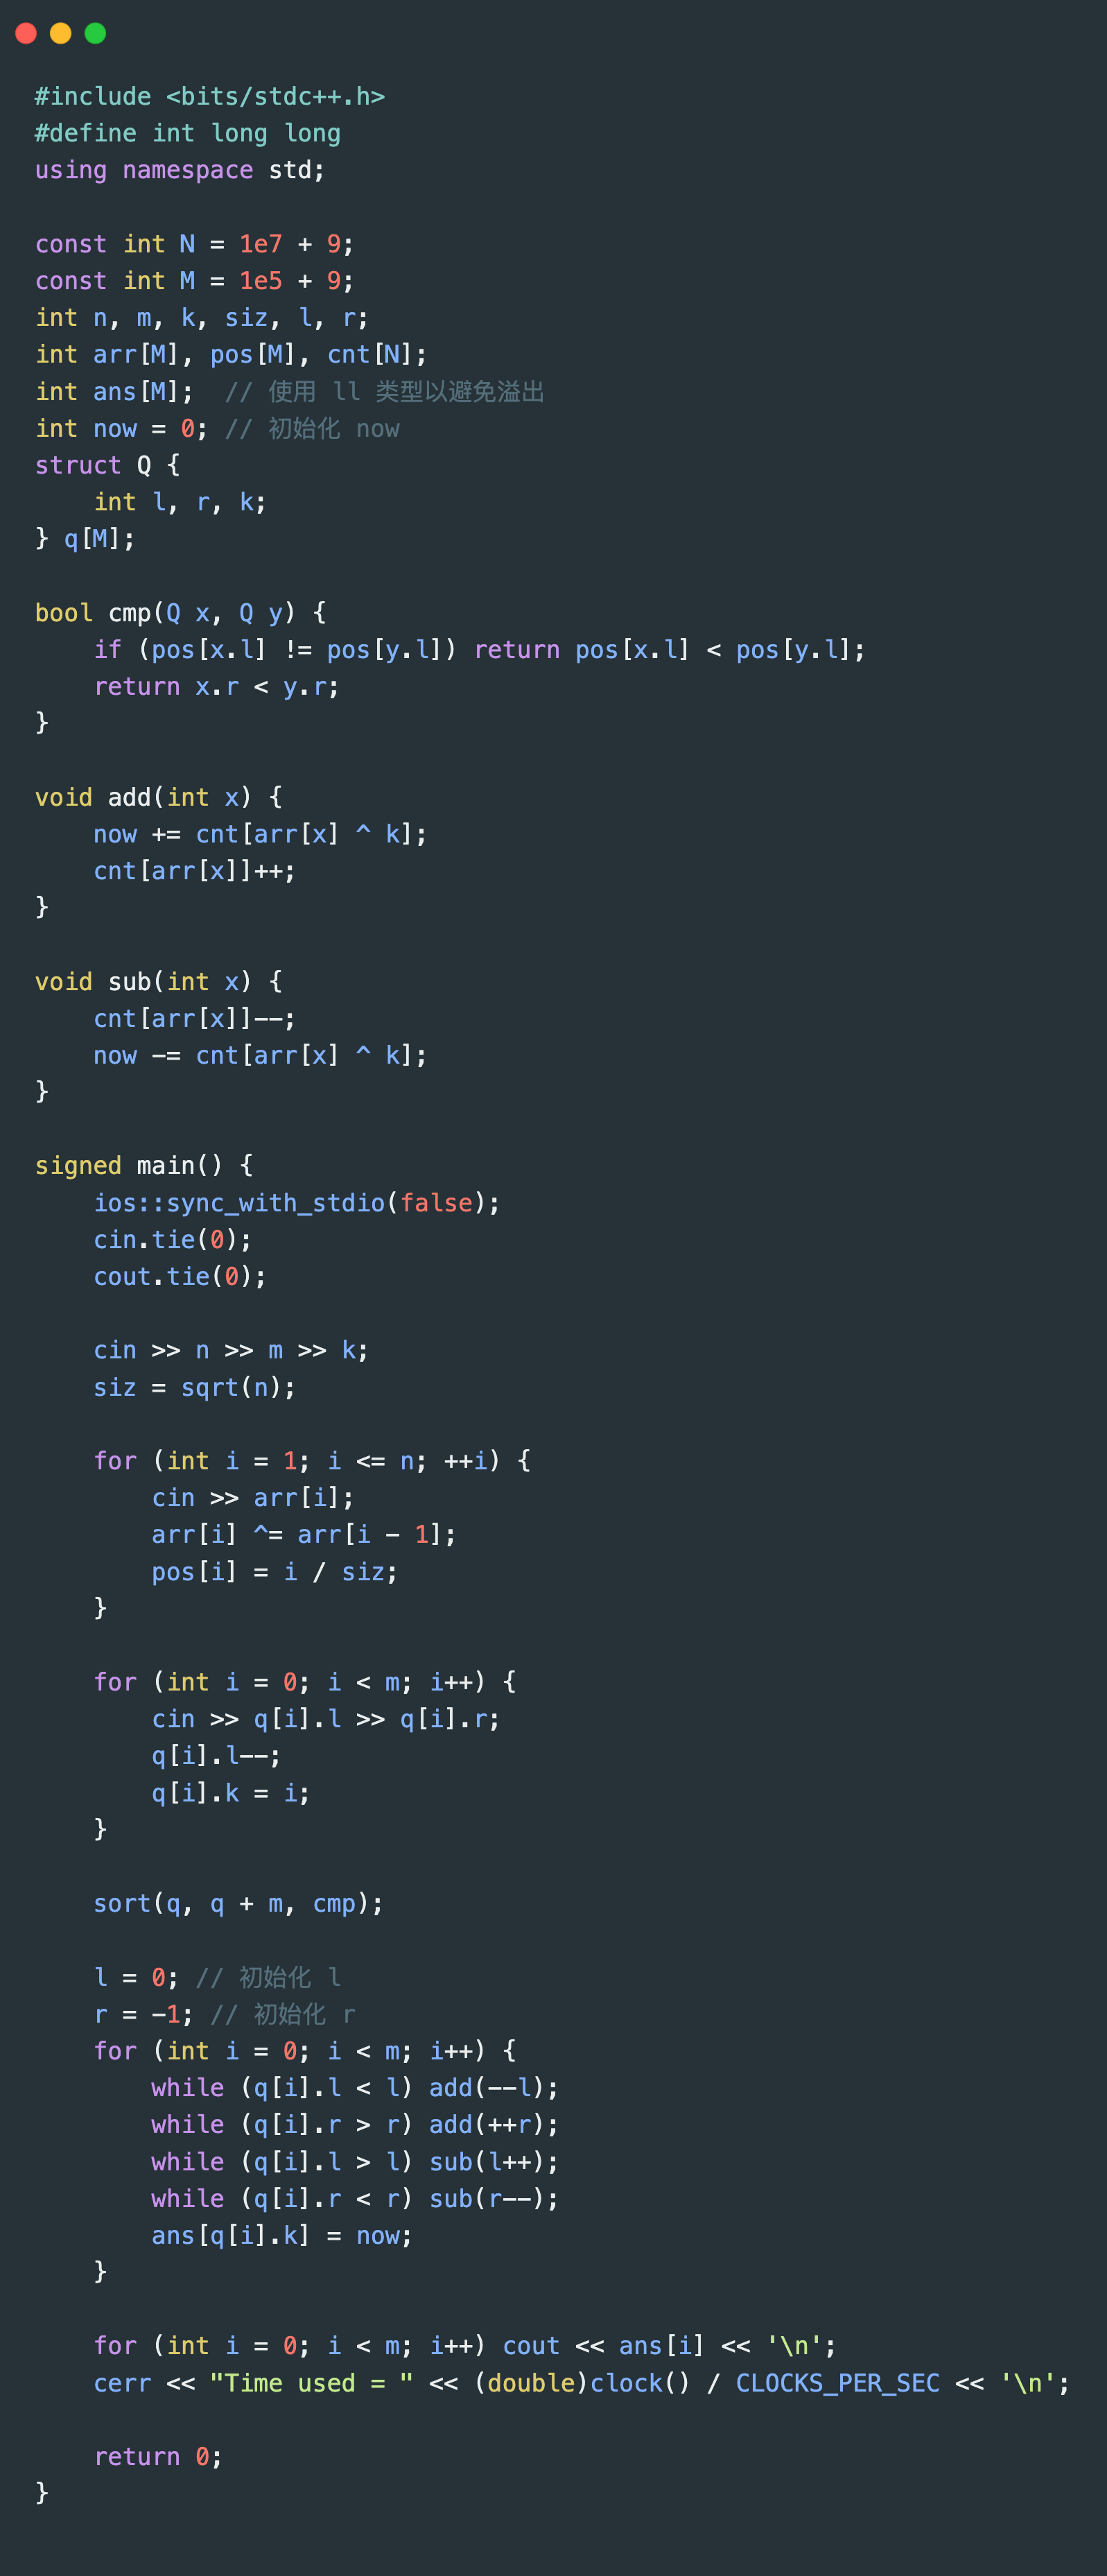 #include <bits/stdc++.h>
#define int long long
using namespace std;

const int N = 1e7 + 9;
const int M = 1e5 + 9;
int n, m, k, siz, l, r;
int arr[M], pos[M], cnt[N];
int ans[M];  // 使用 ll 类型以避免溢出
int now = 0; // 初始化 now
struct Q {
    int l, r, k;
} q[M];

bool cmp(Q x, Q y) {
    if (pos[x.l] != pos[y.l]) return pos[x.l] < pos[y.l];
    return x.r < y.r;
}

void add(int x) {
    now += cnt[arr[x] ^ k];
    cnt[arr[x]]++;
}

void sub(int x) {
    cnt[arr[x]]--;
    now -= cnt[arr[x] ^ k];
}

signed main() {
    ios::sync_with_stdio(false);
    cin.tie(0);
    cout.tie(0);

    cin >> n >> m >> k;
    siz = sqrt(n);

    for (int i = 1; i <= n; ++i) {
        cin >> arr[i];
        arr[i] ^= arr[i - 1];
        pos[i] = i / siz;
    }

    for (int i = 0; i < m; i++) {
        cin >> q[i].l >> q[i].r;
        q[i].l--;
        q[i].k = i;
    }

    sort(q, q + m, cmp);

    l = 0; // 初始化 l
    r = -1; // 初始化 r
    for (int i = 0; i < m; i++) {
        while (q[i].l < l) add(--l);
        while (q[i].r > r) add(++r);
        while (q[i].l > l) sub(l++);
        while (q[i].r < r) sub(r--);
        ans[q[i].k] = now;
    }

    for (int i = 0; i < m; i++) cout << ans[i] << '\n';
    cerr << "Time used = " << (double)clock() / CLOCKS_PER_SEC << '\n';

    return 0;
}